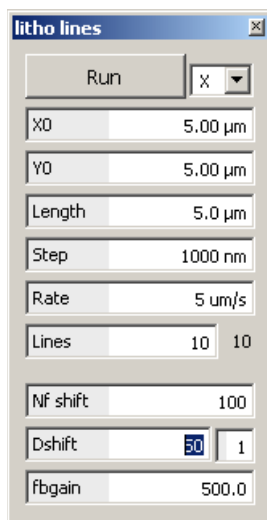 litho lines
Run X
X0 5.00 µm
Y0 5.00 µm
Length 5.0 µm
Step 1000 nm
Rate 5 um/s
Lines 10 10
Nf shift 100
Dshift 50 1
fbgain 500.0